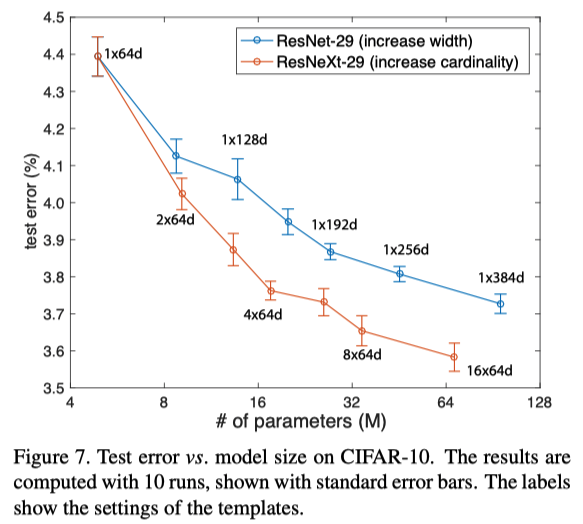 4.5
4.4
4.3
4.2
4.1
4.0
3.9
3.8
3.7
3.6
3.5
test error (%)
ResNet-29 (increase width)
ResNeXt-29 (increase cardinality)
1x64d
1x128d
2x64d
1x192d
1x256d
1x384d
4x64d
8x64d
16x64d
4 8 16 32 64 128
# of parameters (M)
Figure 7. Test error vs. model size on CIFAR-10. The results are
computed with 10 runs, shown with standard error bars. The labels
show the settings of the templates.